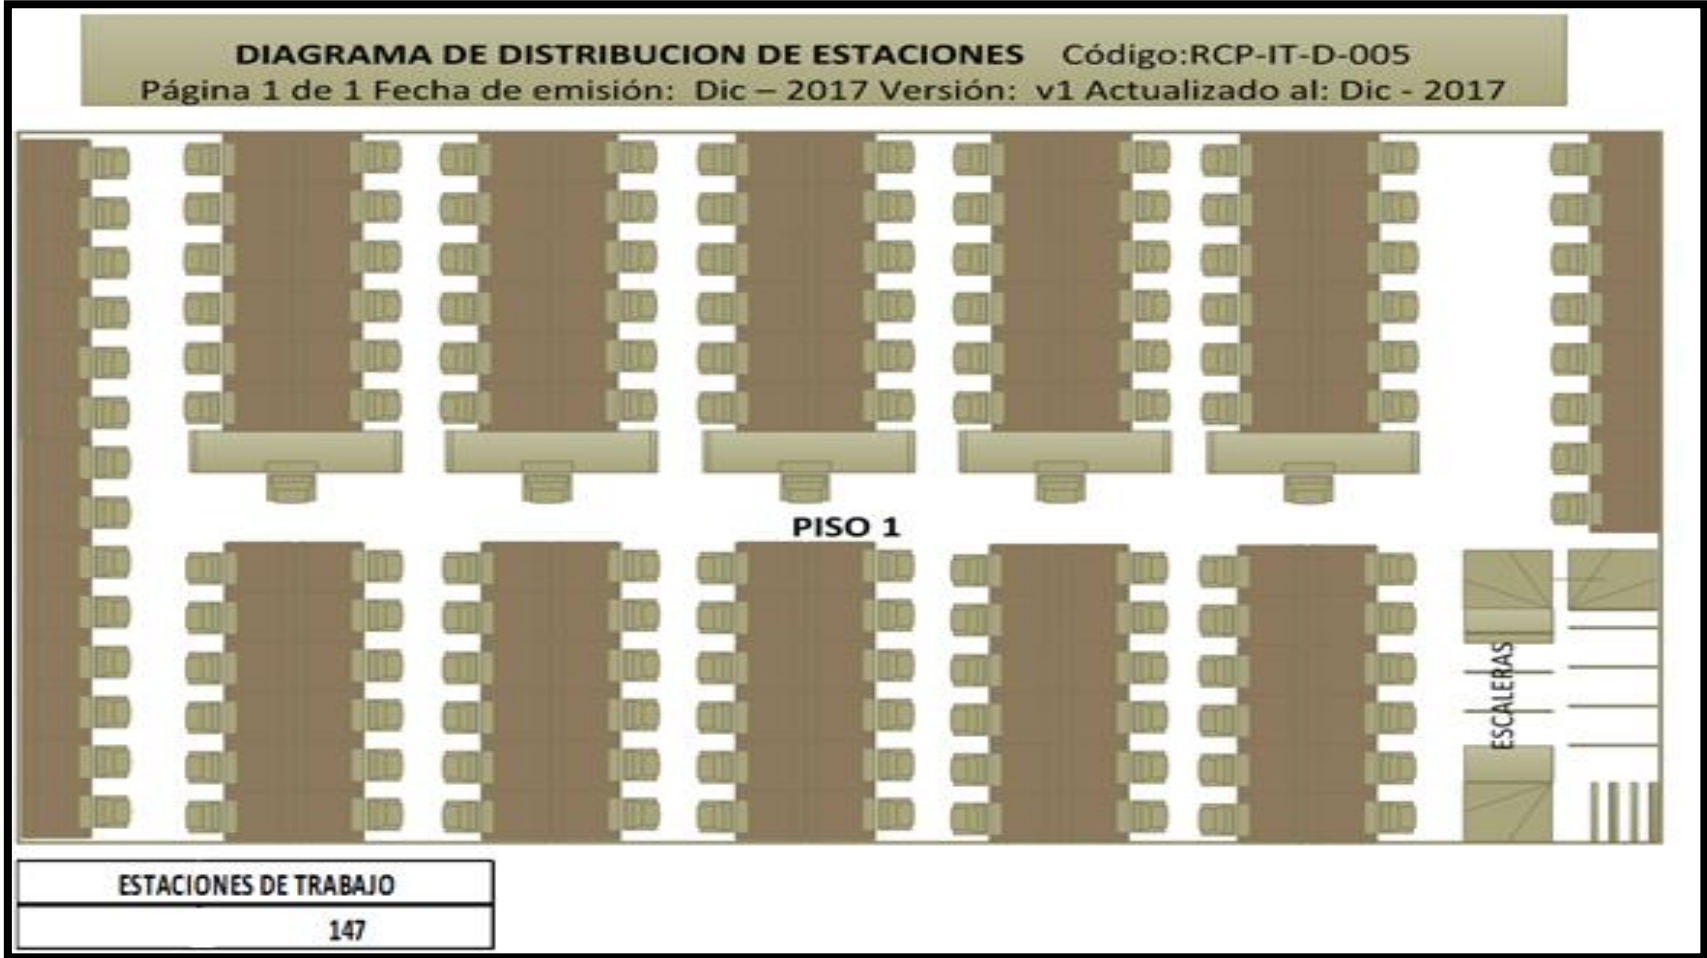 DIAGRAMA DE DISTRIBUCION DE ESTACIONES Código:RCP-IT-D-005
Página 1 de 1 Fecha de emisión: Dic – 2017 Versión: v1 Actualizado al: Dic - 2017
PISO 1
ESCALERAS
ESTACIONES DE TRABAJO
147